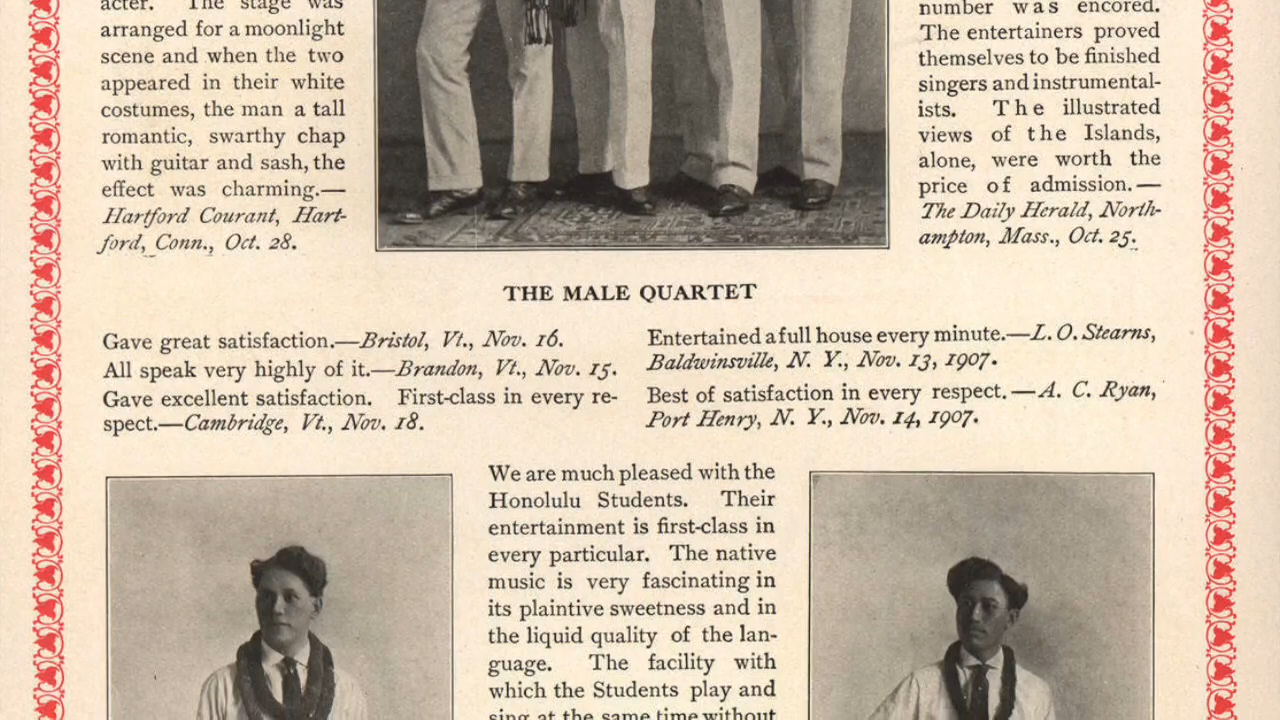 acter. The stage was
arranged for a moonlight
scene and when the two
appeared in their white
costumes, the man a tall
romantic, swarthy chap
with guitar and sash, the
effect was charming.—
Hartford Courant, Hart-
ford, Conn., Oct. 28.
number was encored.
The entertainers proved
themselves to be finished
singers and instrumental-
ists. The illustrated
views of the Islands,
alone, were worth the
price of admission.—
The Daily Herald, North-
ampton, Mass., Oct. 25.
THE MALE QUARTET
Gave great satisfaction.—Bristol, Vt., Nov. 16.
All speak very highly of it.—Brandon, Vt., Nov. 15.
Gave excellent satisfaction. First-class in every re-
spect.—Cambridge, Vt., Nov. 18.
Entertained a full house every minute.—L. O. Stearns,
Baldwinsville, N. Y., Nov. 13, 1907.
Best of satisfaction in every respect.—A. C. Ryan,
Port Henry, N. Y., Nov. 14, 1907.
We are much pleased with the
Honolulu Students. Their
entertainment is first-class in
every particular. The native
music is very fascinating in
its plaintive sweetness and in
the liquid quality of the lan-
guage. The facility with
which the Students play and
sing at the same time without